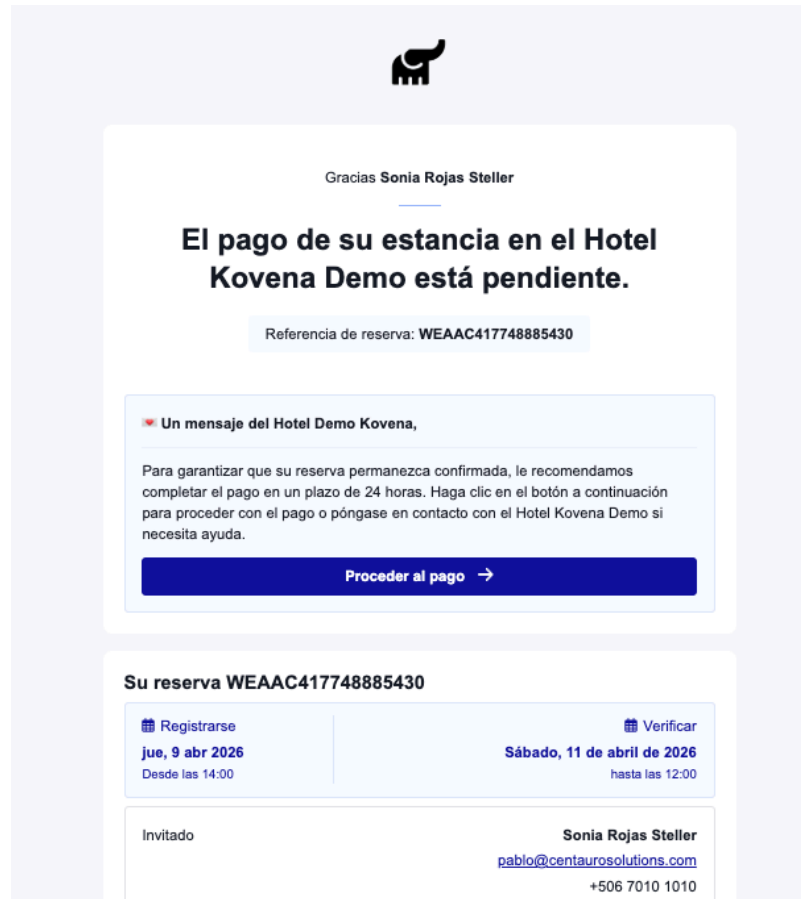 Gracias Sonia Rojas Steller
El pago de su estancia en el Hotel
Kovena Demo está pendiente.
Referencia de reserva: WEAAC417748885430
💌 Un mensaje del Hotel Demo Kovena,
Para garantizar que su reserva permanezca confirmada, le recomendamos
completar el pago en un plazo de 24 horas. Haga clic en el botón a continuación
para proceder con el pago o póngase en contacto con el Hotel Kovena Demo si
necesita ayuda.
Proceder al pago →
Su reserva WEAAC417748885430
Registrarse
jue, 9 abr 2026
Desde las 14:00
Verificar
Sábado, 11 de abril de 2026
hasta las 12:00
Invitado
Sonia Rojas Steller
pablo@centaurosolutions.com
+506 7010 1010